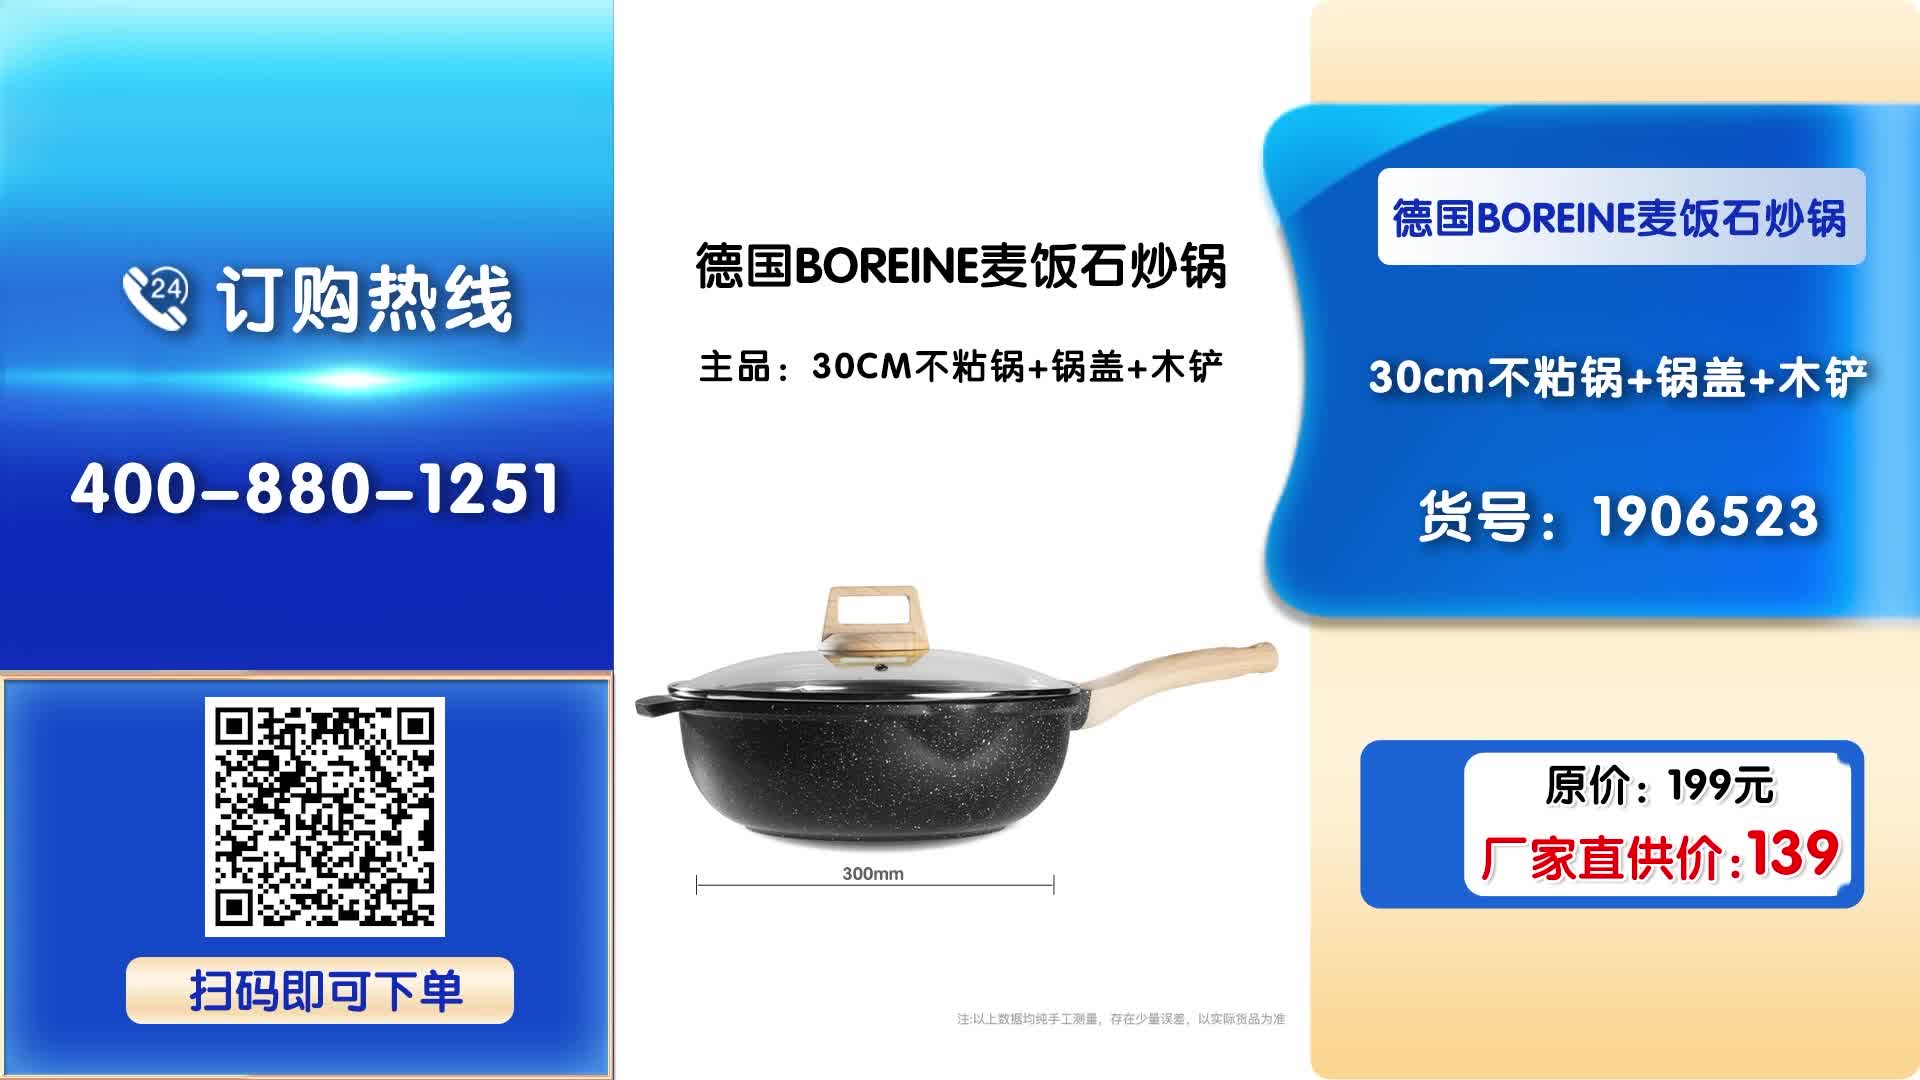 24
订购热线
400-880-1251
扫码即可下单
德国BOREINE麦饭石炒锅
主品：30CM不粘锅+锅盖+木铲
300mm
注:以上数据均纯手工测量，存在少量误差，以实际货品为准
德国BOREINE麦饭石炒锅
30cm不粘锅+锅盖+木铲
货号：1906523
原价：199元
厂家直供价:139